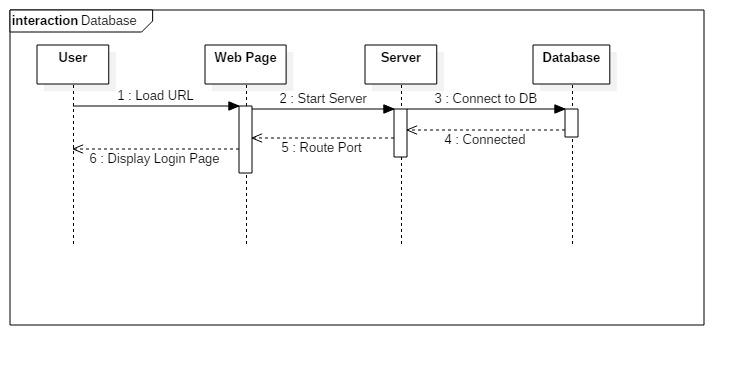 interaction Database
User
Web Page
Server
Database
1 : Load URL
2 : Start Server
3 : Connect to DB
4 : Connected
5 : Route Port
6 : Display Login Page